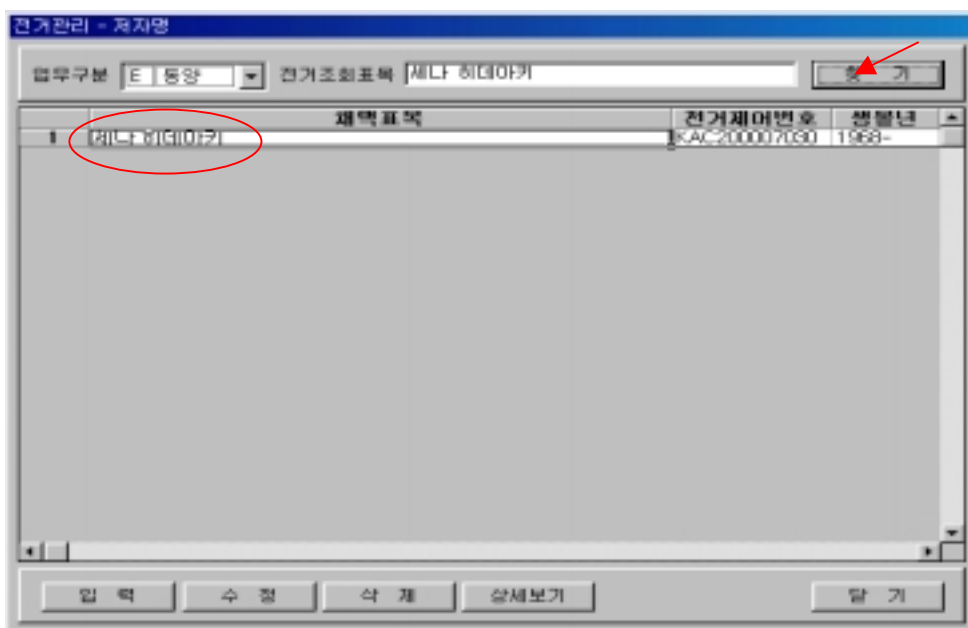 전거관리 - 저자명
업무구분 E 동양 전거조회표목 세나 히데아키 찾 기
채택표목 전거제어번호 생몰년
1 세나 히데아키 KAC200007030 1968-
입 력 수 정 삭 제 상세보기 닫 기